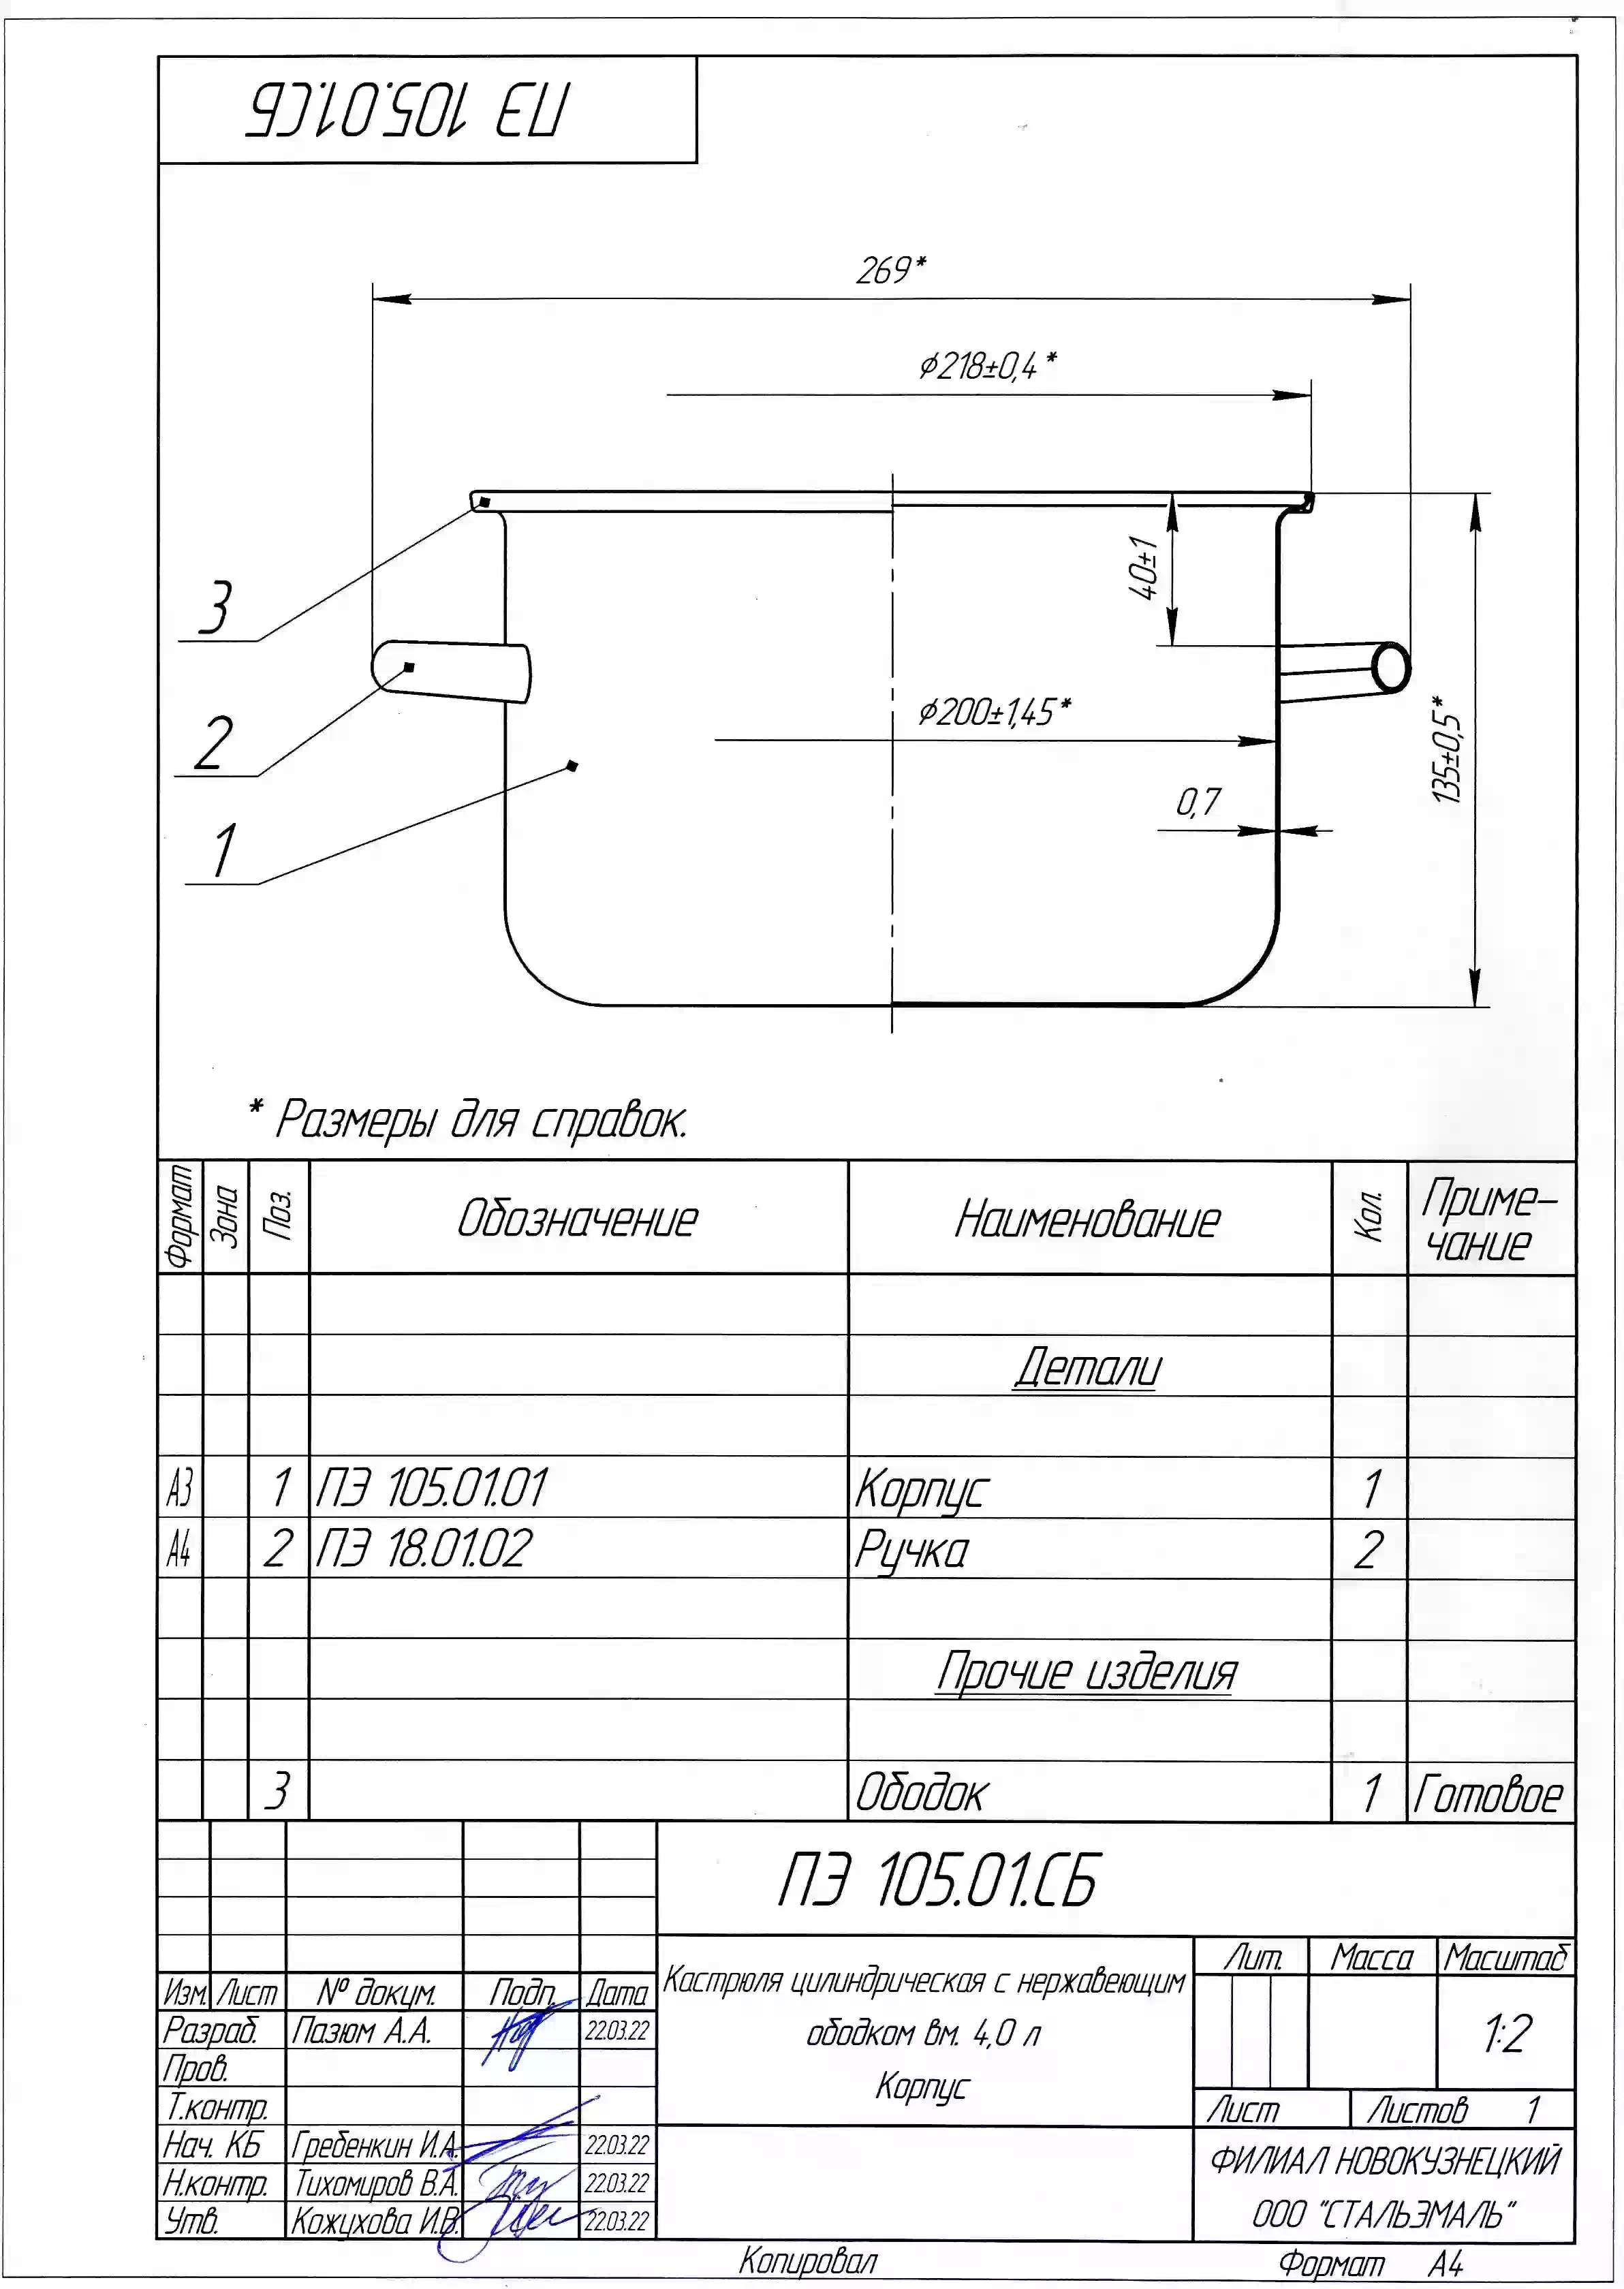 ПЭ 105.01СБ
269*
⌀218±0,4*
40±1
3
⌀200±1,45*
135±0,5*
2
0,7
1
* Размеры для справок.
Формат Зона Поз. Обозначение Наименование Кол. Приме-
чание
Детали
А3 1 ПЭ 105.01.01 Корпус 1
А4 2 ПЭ 18.01.02 Ручка 2
Прочие изделия
3 Ободок 1 Готовое
ПЭ 105.01.СБ
Изм. Лист № докум. Подп. Дата
Разраб. Пазюм А.А. 22.03.22
Пров.
Т.контр.
Нач. КБ Гребенкин И.А. 22.03.22
Н.контр. Тихомиров В.А. 22.03.22
Утв. Кожухова И.В. 22.03.22
Кастрюля цилиндрическая с нержавеющим
ободком вм. 4,0 л
Корпус
Лит. Масса Масштаб
1:2
Лист Листов 1
ФИЛИАЛ НОВОКУЗНЕЦКИЙ
ООО "СТАЛЬЭМАЛЬ"
Копировал Формат А4